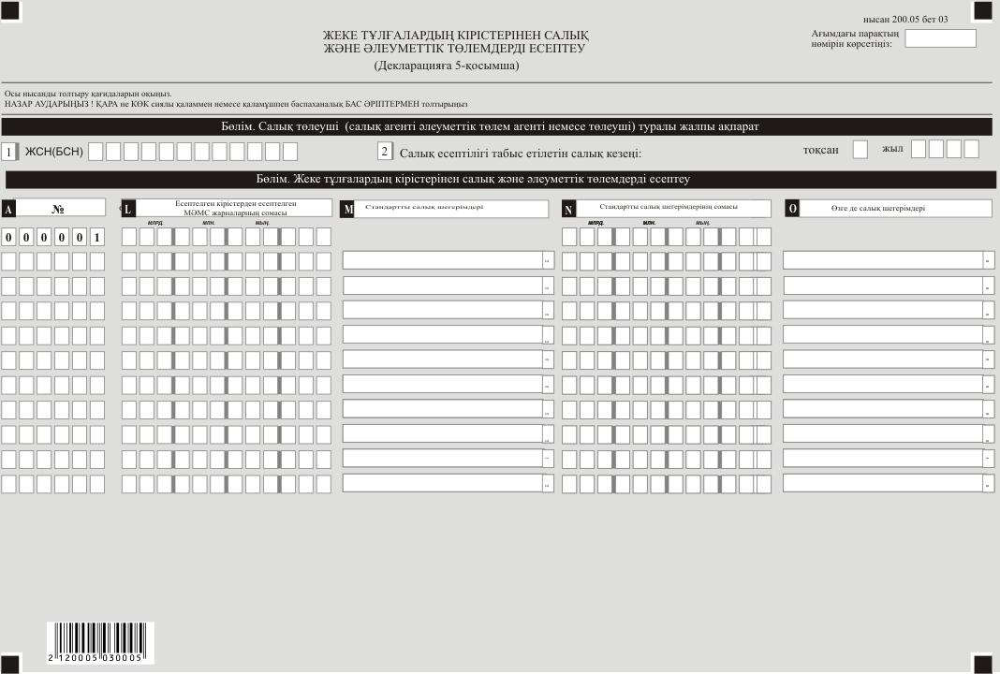 нысан 200.05 бет 03
ЖЕКЕ ТҰЛҒАЛАРДЫҢ КІРІСТЕРІНЕН САЛЫҚ
ЖӘНЕ ӘЛЕУМЕТТІК ТӨЛЕМДЕРДІ ЕСЕПТЕУ
(Декларацияға 5-қосымша)
Ағымдағы парақтың
нөмірін көрсетіңіз:
Осы нысанды толтыру қағидаларын оқыңыз.
НАЗАР АУДАРЫҢЫЗ ! ҚАРА не КӨК сиялы қаламмен немесе қаламұшпен баспаханалық БАС ӘРІПТЕРМЕН толтырыңыз
Бөлім. Салық төлеуші (салық агенті әлеуметтік төлем агенті немесе төлеуші) туралы жалпы ақпарат
1 ЖСН(БСН) 2 Салық есептілігі табыс етілетін салық кезеңі: тоқсан жыл
Бөлім. Жеке тұлғалардың кірістерінен салық және әлеуметтік төлемдерді есептеу
A №
L Есептелген кірістерден есептелген
МӘМС жарналарның сомасы
M Стандартты салық шегерімдері
N Стандартты салық шегерімдерінің сомасы
O Өзге де салық шегерімдері
МЛРД. МЛН. МЫҢ. МЛРД. МЛН. МЫҢ.
0 0 0 0 0 1
2 120005 030005